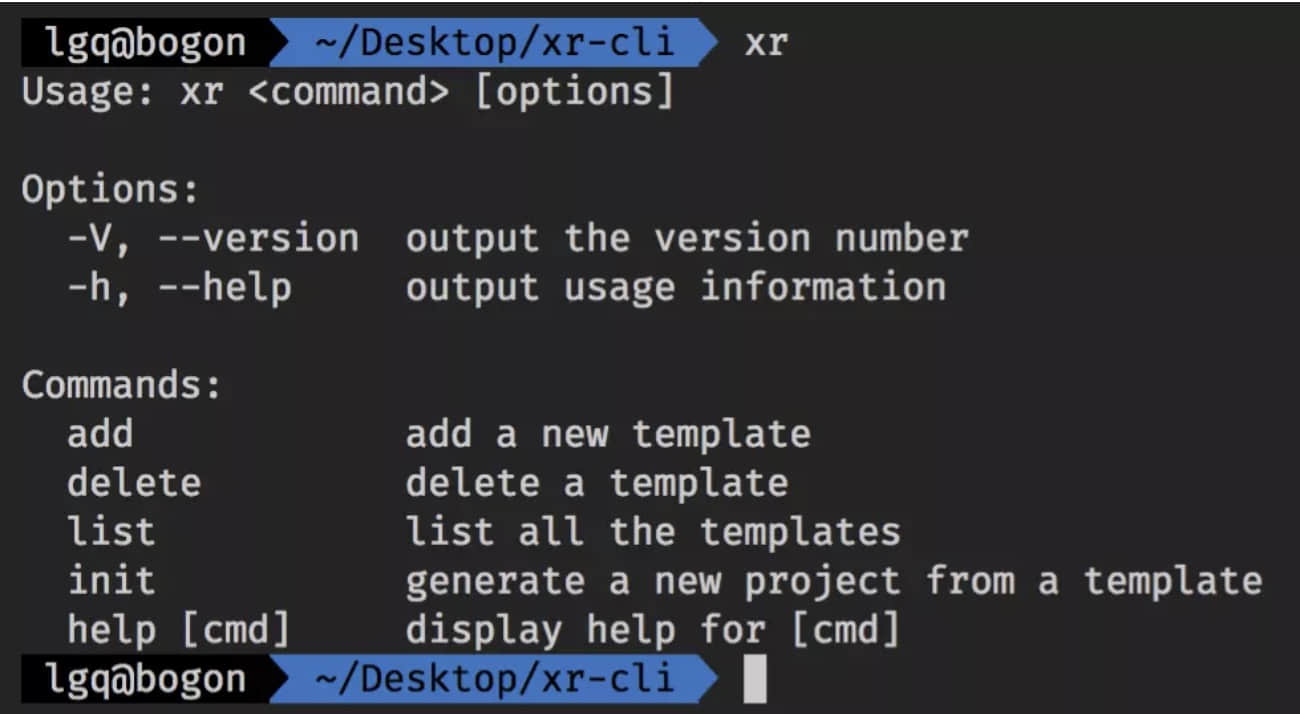 lgq@bogon ~/Desktop/xr-cli xr
Usage: xr <command> [options]
Options:
-V, --version output the version number
-h, --help output usage information
Commands:
add add a new template
delete delete a template
list list all the templates
init generate a new project from a template
help [cmd] display help for [cmd]
lgq@bogon ~/Desktop/xr-cli